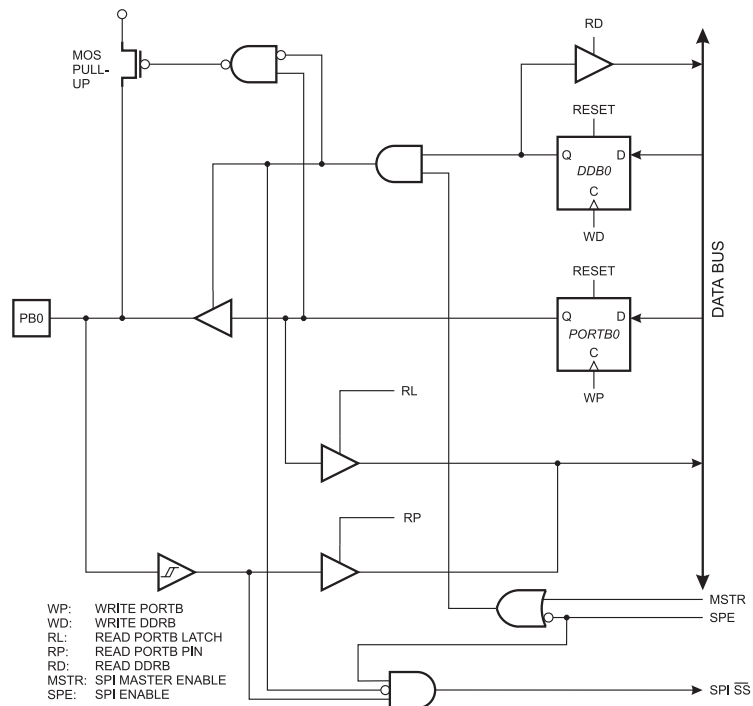 RD
MOS
PULL-
UP
RESET
Q D
DDB0
C
WD
DATA BUS
RESET
PB0
Q D
PORTB0
C
WP
RL
RP
WP: WRITE PORTB
WD: WRITE DDRB
RL: READ PORTB LATCH
RP: READ PORTB PIN
RD: READ DDRB
MSTR: SPI MASTER ENABLE
SPE: SPI ENABLE
MSTR
SPE
SPI S̅S̅